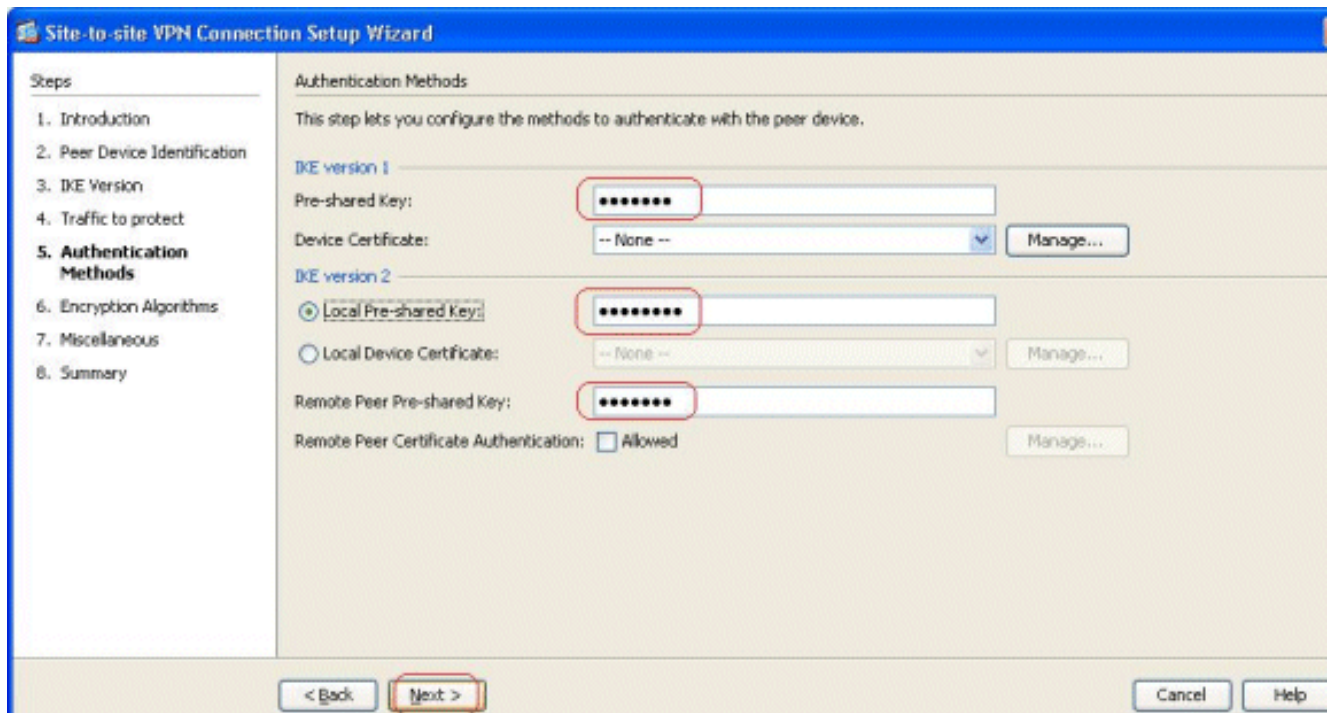 Site-to-site VPN Connection Setup Wizard
Steps
1. Introduction
2. Peer Device Identification
3. IKE Version
4. Traffic to protect
5. Authentication
Methods
6. Encryption Algorithms
7. Miscellaneous
8. Summary
Authentication Methods
This step lets you configure the methods to authenticate with the peer device.
IKE version 1
Pre-shared Key: •••••••
Device Certificate: -- None -- Manage...
IKE version 2
Local Pre-shared Key: ••••••••
Local Device Certificate: -- None -- Manage...
Remote Peer Pre-shared Key: •••••••
Remote Peer Certificate Authentication: Allowed Manage...
< Back Next > Cancel Help